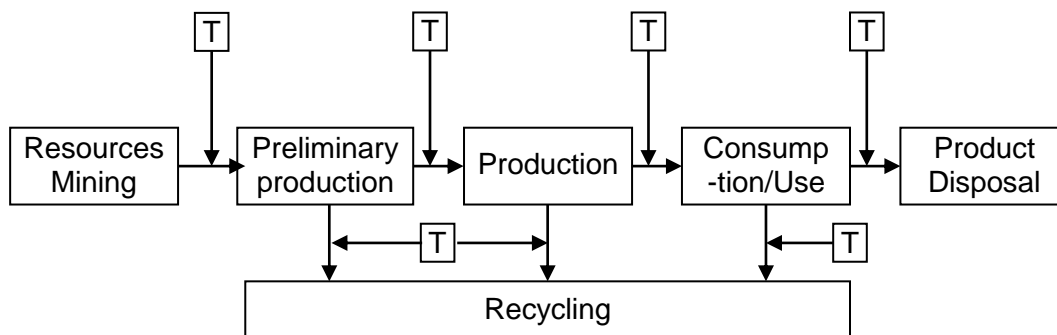 T
T
T
T
Resources
Mining
Preliminary
production
Production
Consump
-tion/Use
Product
Disposal
T
T
Recycling